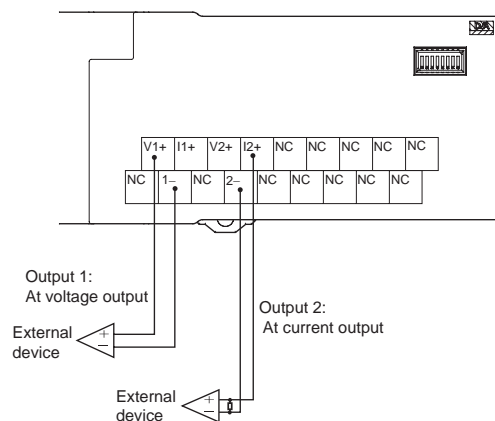 D/A
V1+ I1+ V2+ I2+ NC NC NC NC NC
NC 1– NC 2– NC NC NC NC NC
Output 1:
At voltage output
External
device
+
–
Output 2:
At current output
External
device
+
–